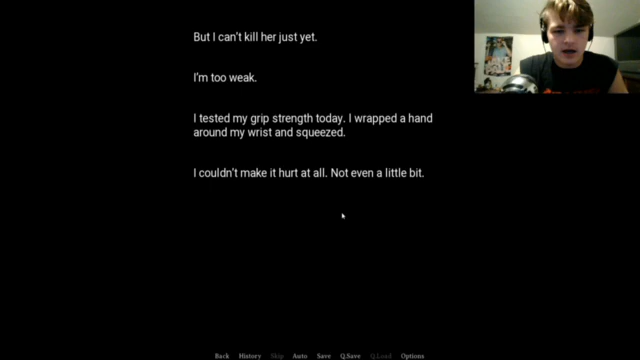 But I can't kill her just yet.
I'm too weak.
I tested my grip strength today. I wrapped a hand
around my wrist and squeezed.
I couldn't make it hurt at all. Not even a little bit.
Back History Skip Auto Save Q.Save Q.Load Options